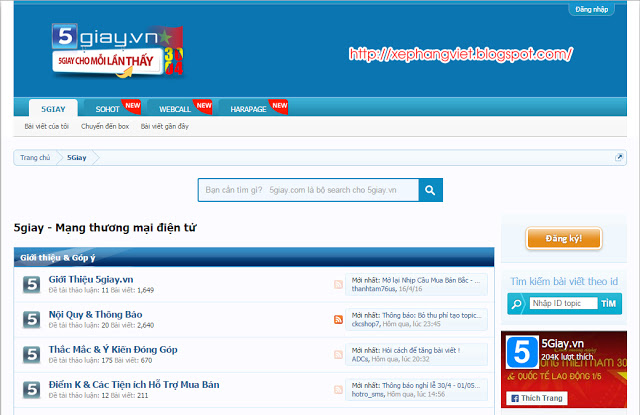 Đăng nhập
5giay.vn
5GIAY CHO MỖI LẦN THẤY
http://xephangviet.blogspot.com/
5GIAY
SOHOT
NEW
WEBCALL
NEW
HARAPAGE
NEW
Bài viết của tôi
Chuyển đến box
Bài viết gần đây
Trang chủ
5Giay
Bạn cần tìm gì? 5giay.com là bộ search cho 5giay.vn
5giay - Mạng thương mại điện tử
Giới thiệu & Góp ý
5
Giới Thiệu 5giay.vn
Đề tài thảo luận: 11 Bài viết: 1,649
Mới nhất: Mở lại Nhịp Cầu Mua Bán Bắc - ...
thanhtam76us, 16/4/16
5
Nội Quy & Thông Báo
Đề tài thảo luận: 20 Bài viết: 2,640
Mới nhất: Thông báo: Bỏ thu phí tạo topic...
ckcshop7, Hôm qua, lúc 23:45
5
Thắc Mắc & Ý Kiến Đóng Góp
Đề tài thảo luận: 175 Bài viết: 670
Mới nhất: Hỏi cách để tăng bài viết !
ADCs, Hôm qua, lúc 20:32
5
Điểm K & Các Tiện ích Hỗ Trợ Mua Bán
Đề tài thảo luận: 12 Bài viết: 211
Mới nhất: Thông báo nghỉ lễ 30/4 - 01/05...
hotro_sms, Hôm qua, lúc 19:56
Đăng ký!
Tìm kiếm bài viết theo id
Nhập ID topic
TÌM
5
5Giay.vn
204K lượt thích
MIỀN NAM 30
QUỐC TẾ LAO ĐỘNG 1/5
Thích Trang